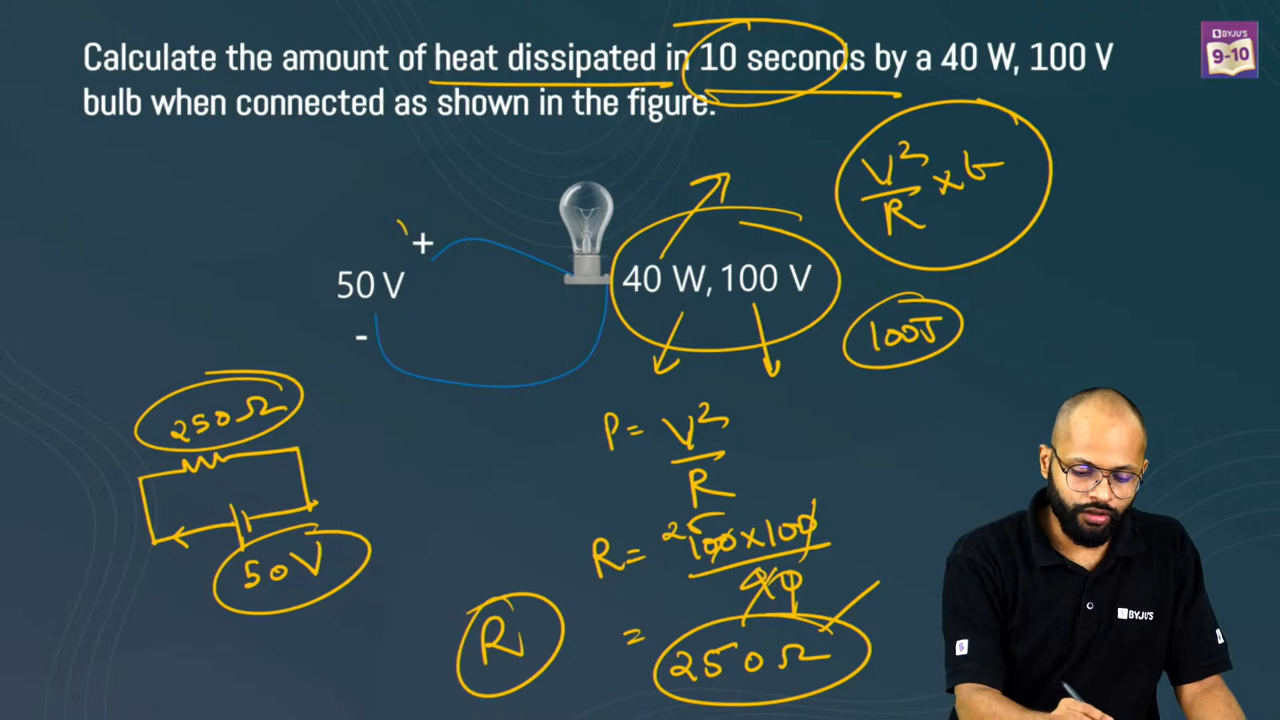 Calculate the amount of heat dissipated in 10 seconds by a 40 W, 100 V
bulb when connected as shown in the figure.
BYJU'S
9-10
V²/R × t
+
50 V
-
40 W, 100 V
100J
250Ω
50V
P = V²/R
25
R = 100×100/40
= 250Ω
R
BYJU'S